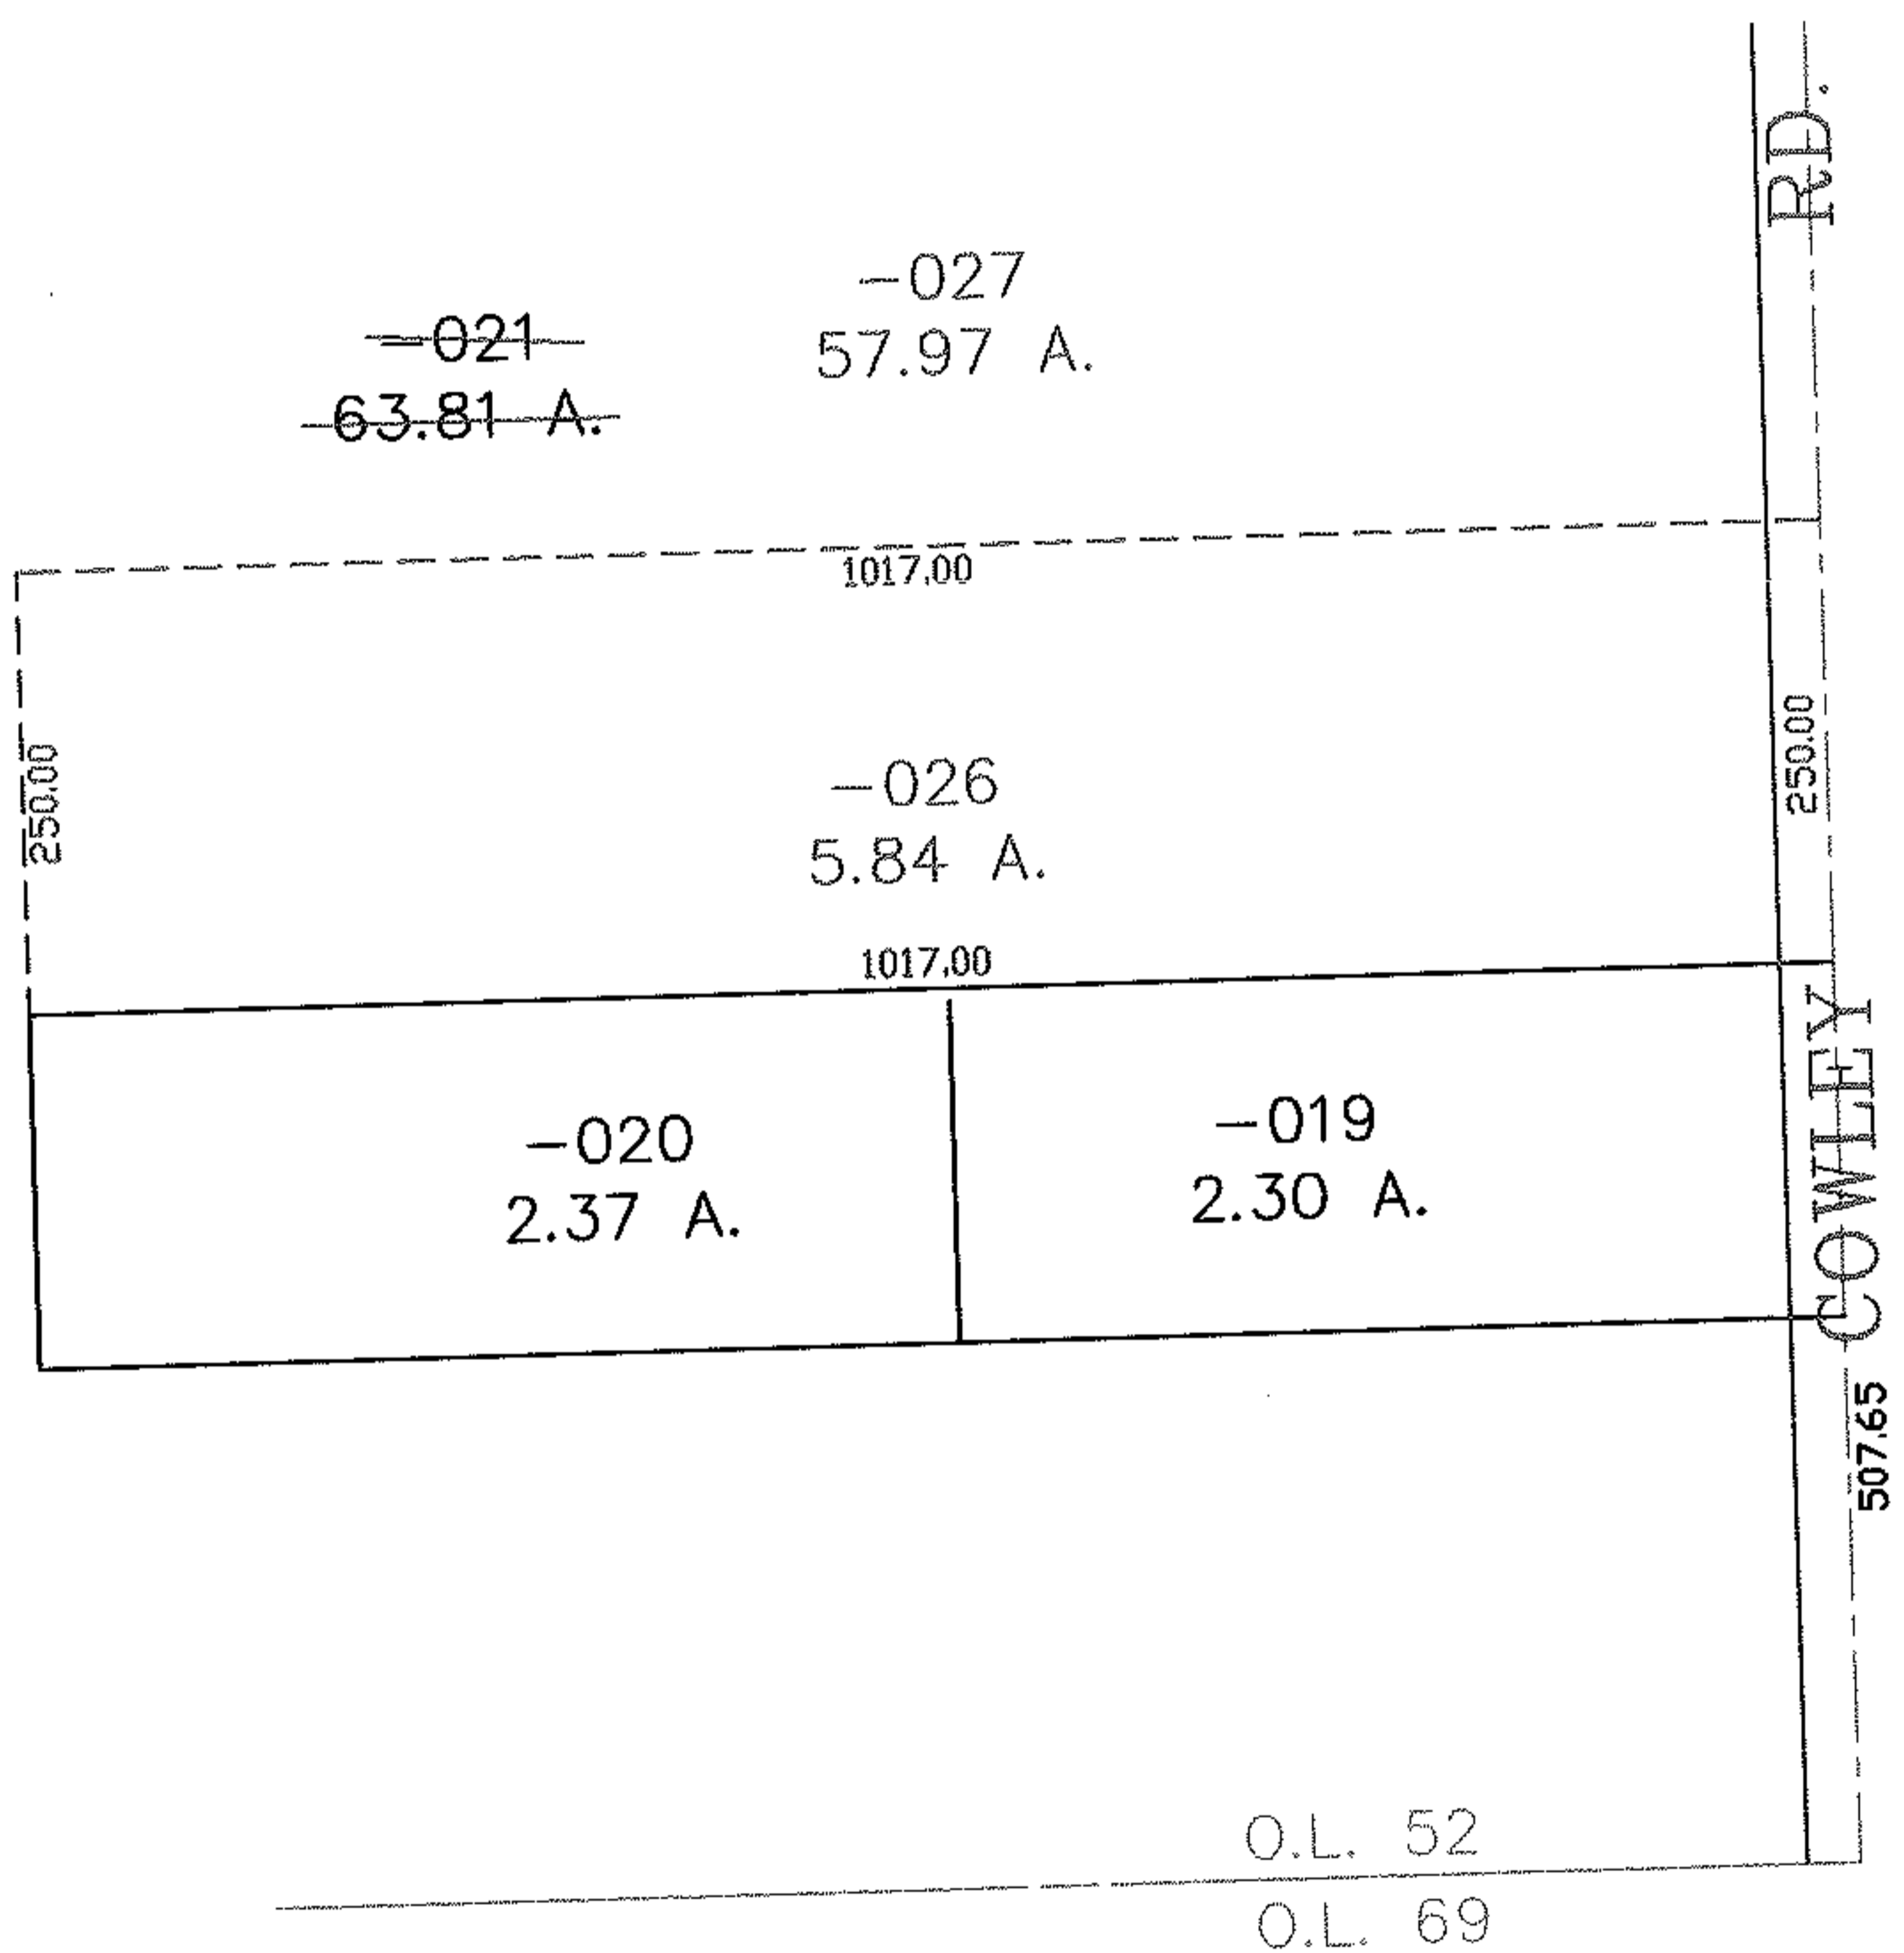 RD.
-027
57.97 A.
-021
63.81 A.
1017.00
250.00
250.00
-026
5.84 A.
1017.00
COWLEY
-020
2.37 A.
-019
2.30 A.
507.65
O.L. 52
O.L. 69